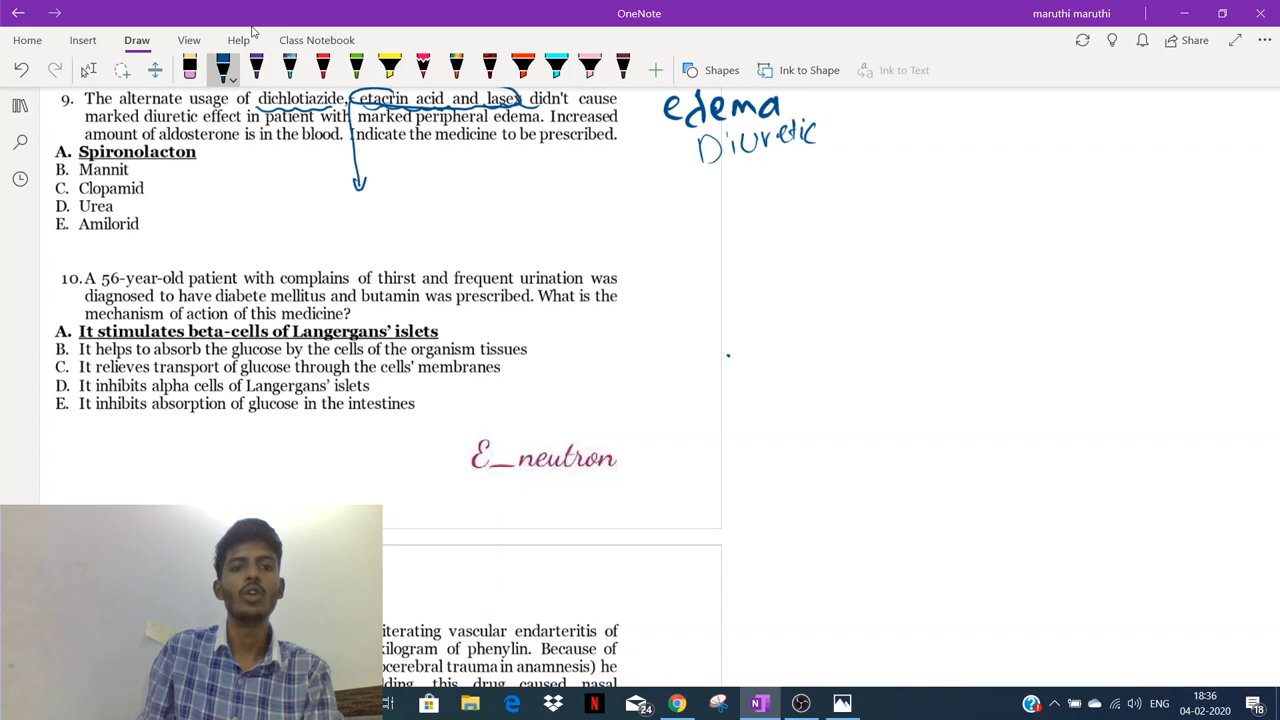 OneNote
maruthi maruthi
Home Insert Draw View Help Class Notebook
Share
Shapes Ink to Shape Ink to Text
9. The alternate usage of dichlotiazide, etacrin acid and lasex didn't cause
marked diuretic effect in patient with marked peripheral edema. Increased
amount of aldosterone is in the blood. Indicate the medicine to be prescribed.
A. Spironolacton
B. Mannit
C. Clopamid
D. Urea
E. Amilorid
edema
Diuretic
10. A 56-year-old patient with complains of thirst and frequent urination was
diagnosed to have diabete mellitus and butamin was prescribed. What is the
mechanism of action of this medicine?
A. It stimulates beta-cells of Langergans' islets
B. It helps to absorb the glucose by the cells of the organism tissues
C. It relieves transport of glucose through the cells' membranes
D. It inhibits alpha cells of Langergans' islets
E. It inhibits absorption of glucose in the intestines
E_neutron
iterating vascular endarteritis of
kilogram of phenylin. Because of
ocerebral trauma in anamnesis) he
lding, this drug caused nasal
24
ENG
18:36
04-02-2020
18